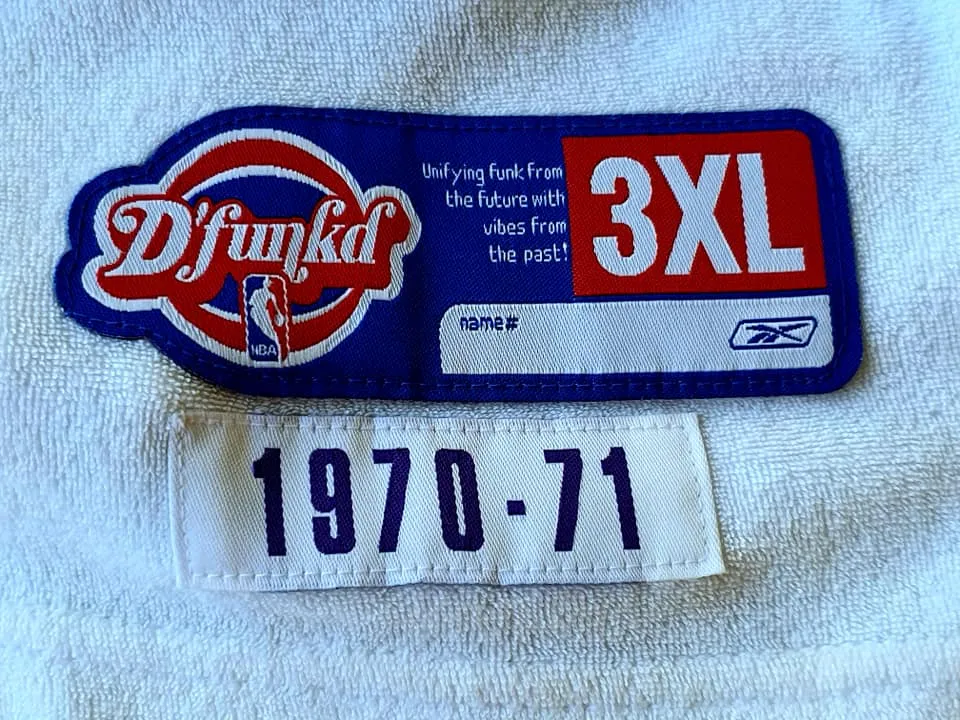 D'funkd
NBA
Unifying Funk From
the Future with
vibes From
the past!
3XL
name#
1970-71